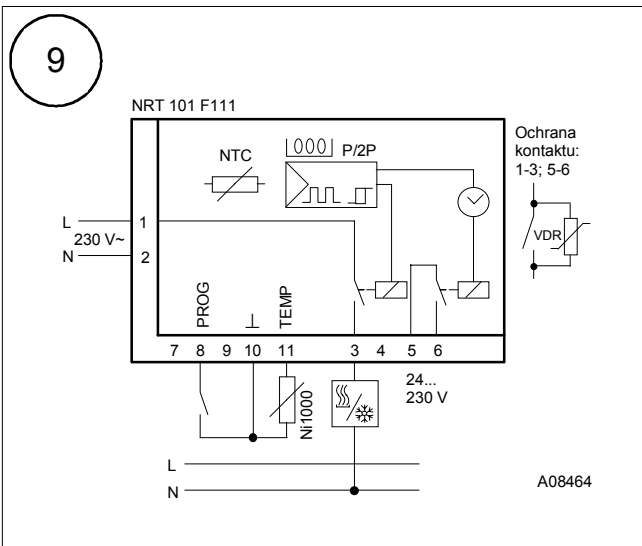 9
NRT 101 F111
NTC
000
P/2P
Ochrana
kontaktu:
1-3; 5-6
VDR
L
230 V~
N
1
2
PROG
⊥
TEMP
7 8 9 10 11 3 4 5 6
Ni1000
24...
230 V
L
N
A08464